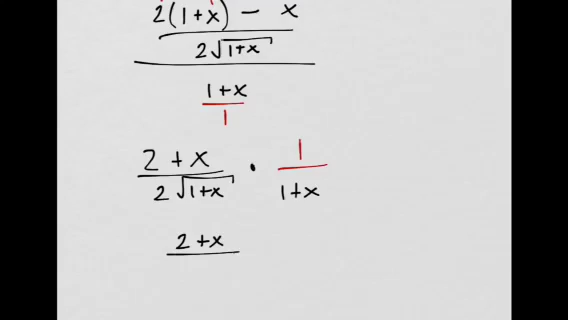 2(1+x) - x
2√1+x
1+x
1
2+x · 1
2√1+x 1+x
2+x